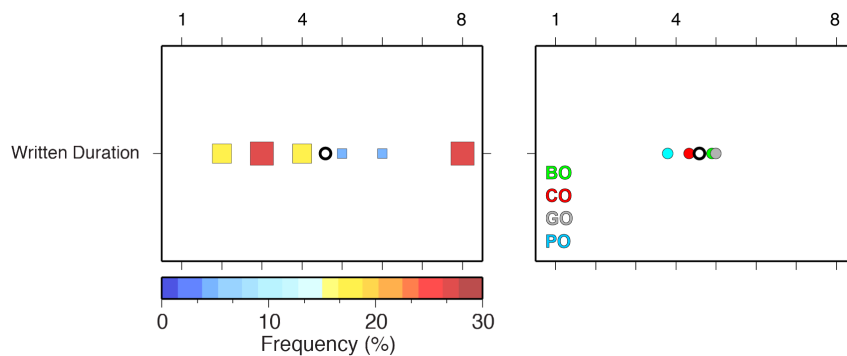 1 4 8 1 4 8
Written Duration
BO
CO
GO
PO
0 10 20 30
Frequency (%)